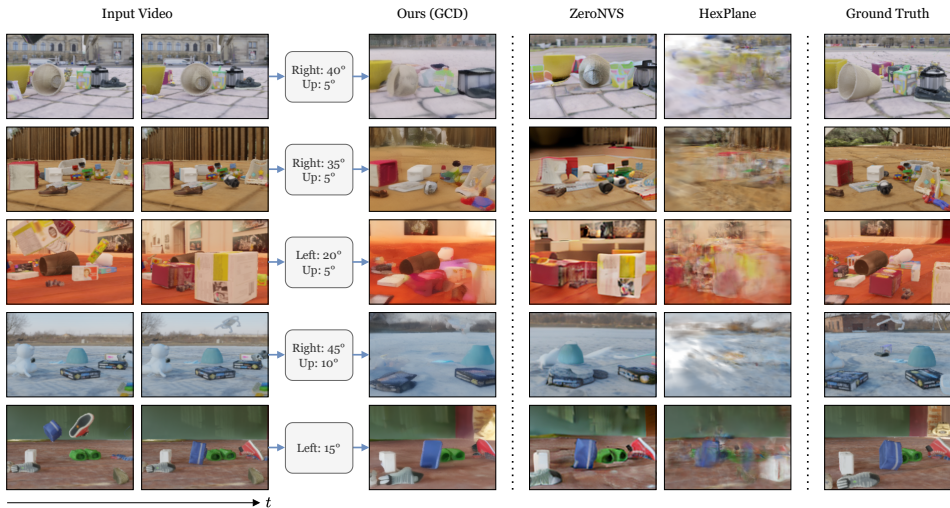 Input Video
Ours (GCD)
ZeroNVS
HexPlane
Ground Truth
Right: 40°
Up: 5°
Right: 35°
Up: 5°
Left: 20°
Up: 5°
Right: 45°
Up: 10°
Left: 15°
t